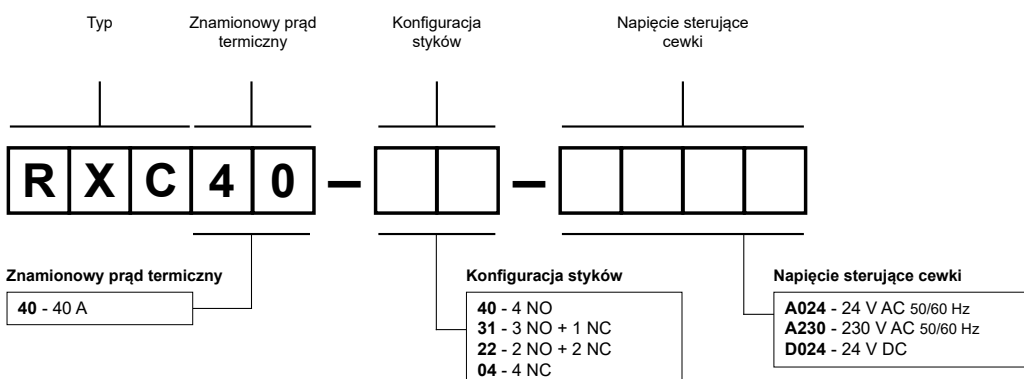 Typ
Znamionowy prąd
termiczny
Konfiguracja
styków
Napięcie sterujące
cewki
R X C 4 0 – –
Znamionowy prąd termiczny
40 - 40 A
Konfiguracja styków
40 - 4 NO
31 - 3 NO + 1 NC
22 - 2 NO + 2 NC
04 - 4 NC
Napięcie sterujące cewki
A024 - 24 V AC 50/60 Hz
A230 - 230 V AC 50/60 Hz
D024 - 24 V DC